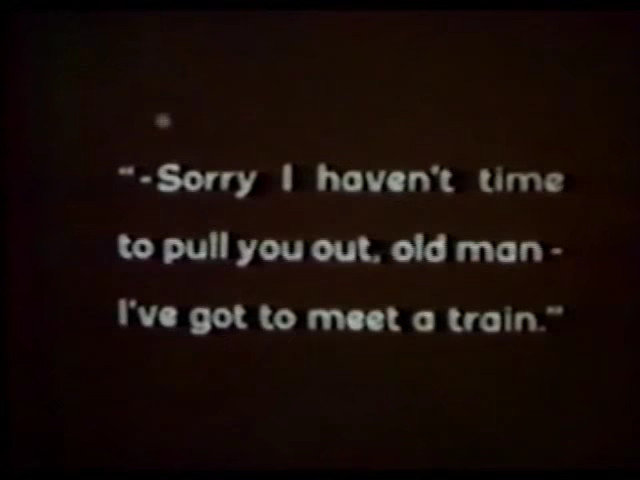 "-Sorry I haven't time
to pull you out, old man -
I've got to meet a train."